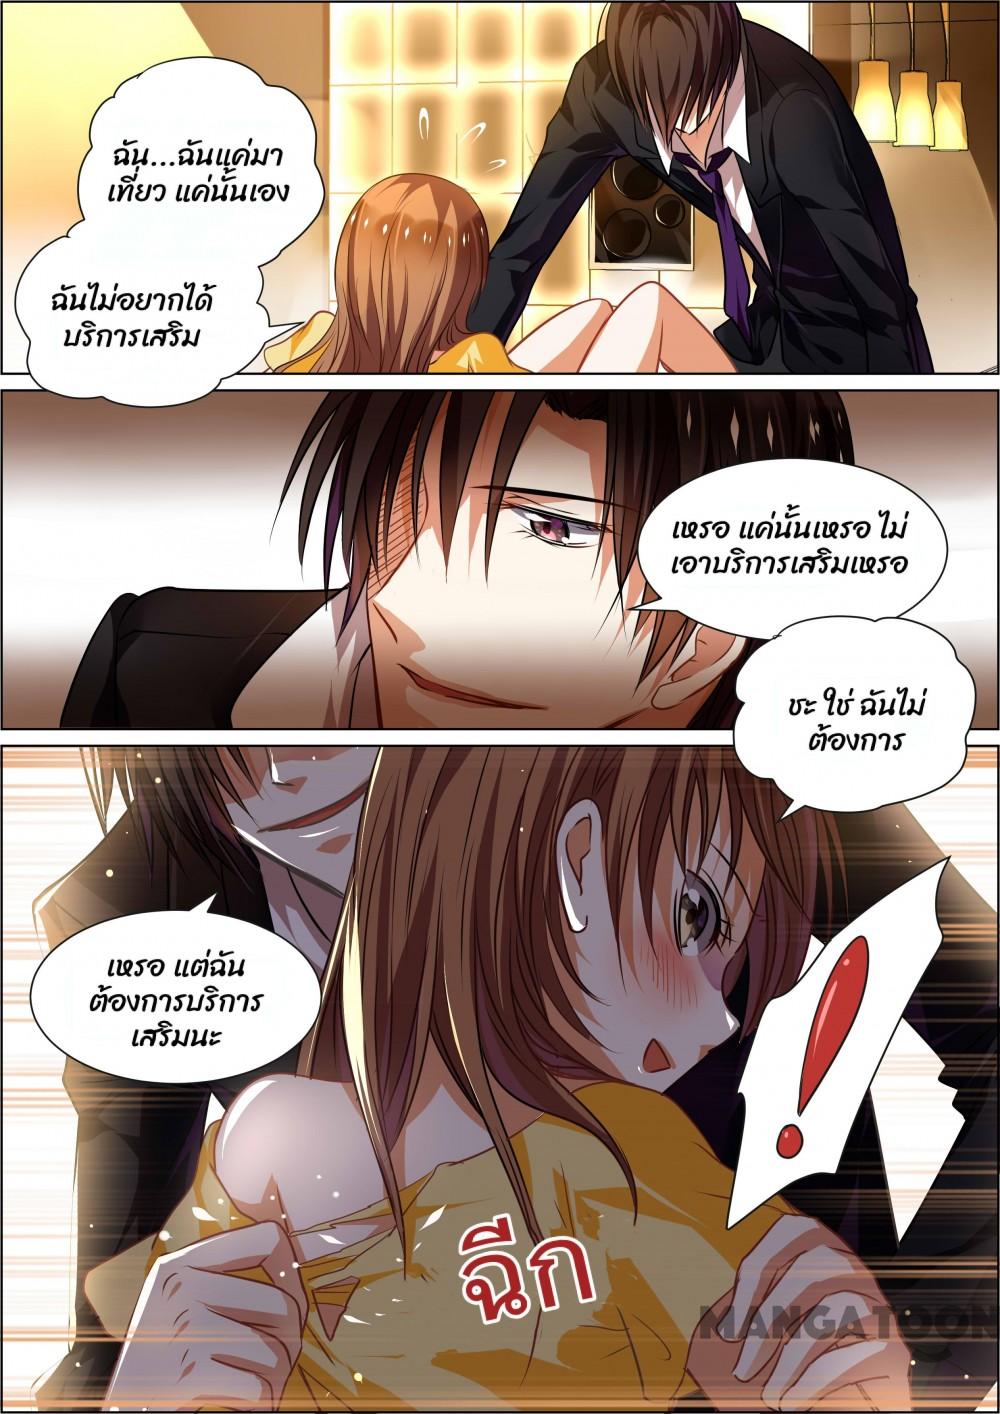 ฉัน...ฉันแค่มา
เที่ยว แค่นั้นเอง
ฉันไม่อยากได้
บริการเสริม
เหรอ แค่นั้นเหรอ ไม่
เอาบริการเสริมเหรอ
ชะ ใช่ ฉันไม่
ต้องการ
เหรอ แต่ฉัน
ต้องการบริการ
เสริมนะ
!
ฉีก
MANGATOON